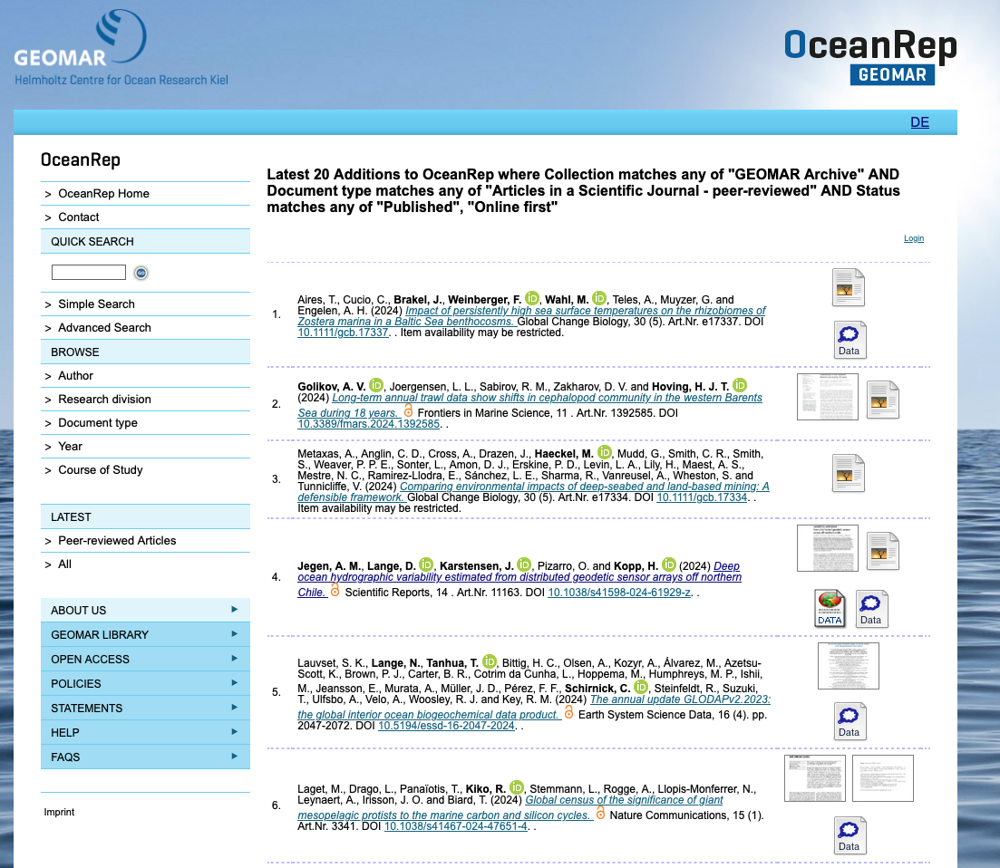 GEOMAR
Helmholtz Centre for Ocean Research Kiel
OceanRep
GEOMAR
DE
OceanRep
> OceanRep Home
> Contact
QUICK SEARCH
GO
> Simple Search
> Advanced Search
BROWSE
> Author
> Research division
> Document type
> Year
> Course of Study
LATEST
> Peer-reviewed Articles
> All
ABOUT US
GEOMAR LIBRARY
OPEN ACCESS
POLICIES
STATEMENTS
HELP
FAQS
Imprint
Latest 20 Additions to OceanRep where Collection matches any of "GEOMAR Archive" AND
Document type matches any of "Articles in a Scientific Journal - peer-reviewed" AND Status
matches any of "Published", "Online first"
Login
1.
Aires, T., Cucio, C., Brakel, J., Weinberger, F. iD, Wahl, M. iD, Teles, A., Muyzer, G. and
Engelen, A. H. (2024) Impact of persistently high sea surface temperatures on the rhizobiomes of
Zostera marina in a Baltic Sea benthocosms. Global Change Biology, 30 (5). Art.Nr. e17337. DOI
10.1111/gcb.17337. . Item availability may be restricted.
Data
2.
Golikov, A. V. iD, Joergensen, L. L., Sabirov, R. M., Zakharov, D. V. and Hoving, H. J. T. iD
(2024) Long-term annual trawl data show shifts in cephalopod community in the western Barents
Sea during 18 years. Frontiers in Marine Science, 11 . Art.Nr. 1392585. DOI
10.3389/fmars.2024.1392585. .
3.
Metaxas, A., Anglin, C. D., Cross, A., Drazen, J., Haeckel, M. iD, Mudd, G., Smith, C. R., Smith,
S., Weaver, P. P. E., Sonter, L., Amon, D. J., Erskine, P. D., Levin, L. A., Lily, H., Maest, A. S.,
Mestre, N. C., Ramirez-Llodra, E., Sánchez, L. E., Sharma, R., Vanreusel, A., Wheston, S. and
Tunnicliffe, V. (2024) Comparing environmental impacts of deep-seabed and land-based mining: A
defensible framework. Global Change Biology, 30 (5). Art.Nr. e17334. DOI 10.1111/gcb.17334. .
Item availability may be restricted.
4.
Jegen, A. M., Lange, D. iD, Karstensen, J. iD, Pizarro, O. and Kopp, H. iD (2024) Deep
ocean hydrographic variability estimated from distributed geodetic sensor arrays off northern
Chile. Scientific Reports, 14 . Art.Nr. 11163. DOI 10.1038/s41598-024-61929-z. .
DATA
Data
5.
Lauvset, S. K., Lange, N., Tanhua, T. iD, Bittig, H. C., Olsen, A., Kozyr, A., Álvarez, M., Azetsu-
Scott, K., Brown, P. J., Carter, B. R., Cotrim da Cunha, L., Hoppema, M., Humphreys, M. P., Ishii,
M., Jeansson, E., Murata, A., Müller, J. D., Pérez, F. F., Schirnick, C. iD, Steinfeldt, R., Suzuki,
T., Ulfsbo, A., Velo, A., Woosley, R. J. and Key, R. M. (2024) The annual update GLODAPv2.2023:
the global interior ocean biogeochemical data product. Earth System Science Data, 16 (4). pp.
2047-2072. DOI 10.5194/essd-16-2047-2024. .
Data
6.
Laget, M., Drago, L., Panaïotis, T., Kiko, R. iD, Stemmann, L., Rogge, A., Llopis-Monferrer, N.,
Leynaert, A., Irisson, J. O. and Biard, T. (2024) Global census of the significance of giant
mesopelagic protists to the marine carbon and silicon cycles. Nature Communications, 15 (1).
Art.Nr. 3341. DOI 10.1038/s41467-024-47651-4. .
Data